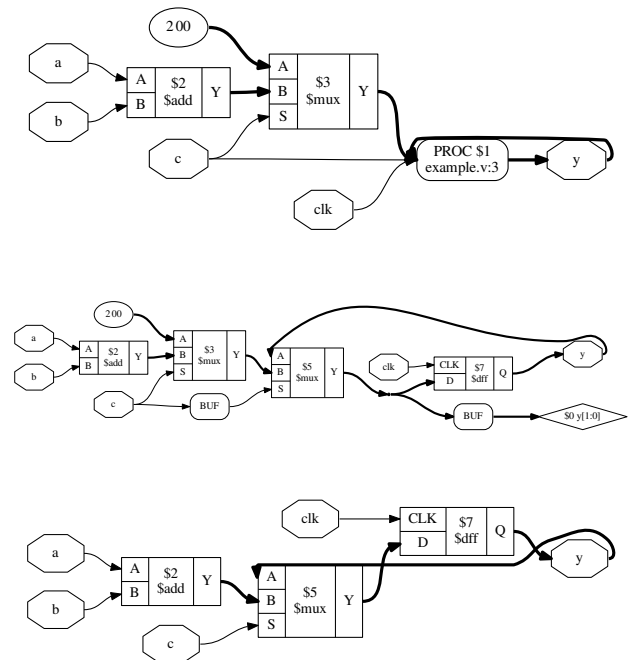 200
a
b
A
B
$2
$add
Y
A
B
S
$3
$mux
Y
c
clk
PROC $1
example.v:3
y
200
a
b
A
B
$2
$add
Y
A
B
S
$3
$mux
Y
c
BUF
A
B
S
$5
$mux
Y
clk
CLK
D
$7
$dff
Q
y
BUF
$0 y[1:0]
clk
CLK
D
$7
$dff
Q
a
b
A
B
$2
$add
Y
A
B
S
$5
$mux
Y
c
y